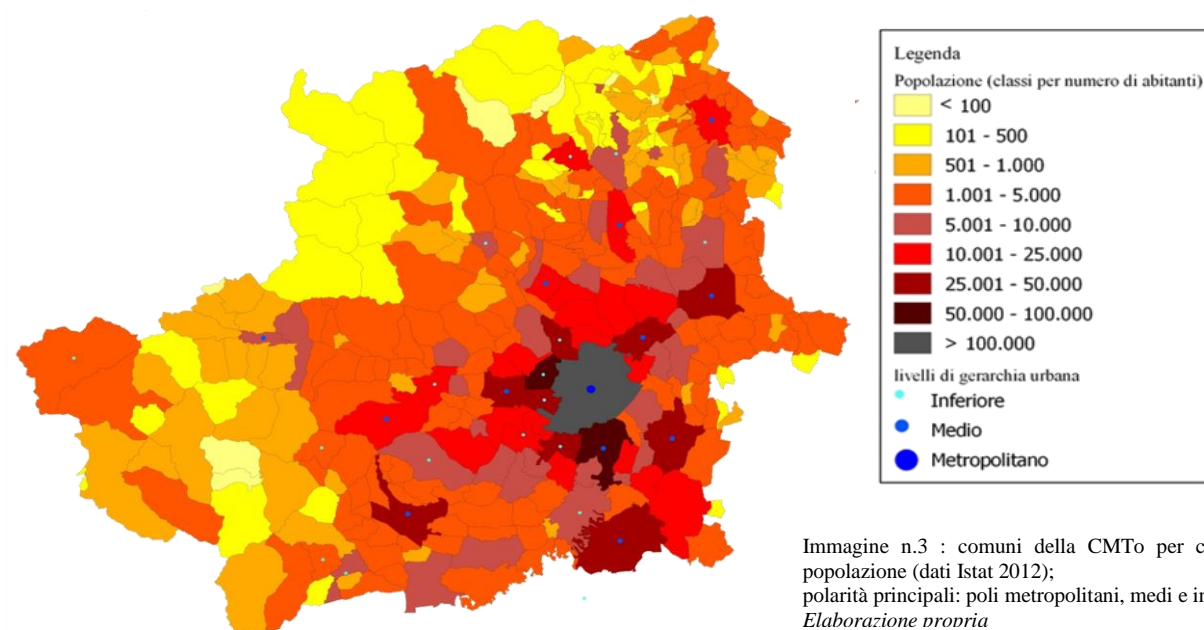 Legenda
Popolazione (classi per numero di abitanti)
< 100
101 - 500
501 - 1.000
1.001 - 5.000
5.001 - 10.000
10.001 - 25.000
25.001 - 50.000
50.000 - 100.000
> 100.000
livelli di gerarchia urbana
Inferiore
Medio
Metropolitano
Immagine n.3 : comuni della CMTo per c
popolazione (dati Istat 2012);
polarità principali: poli metropolitani, medi e in
Elaborazione propria